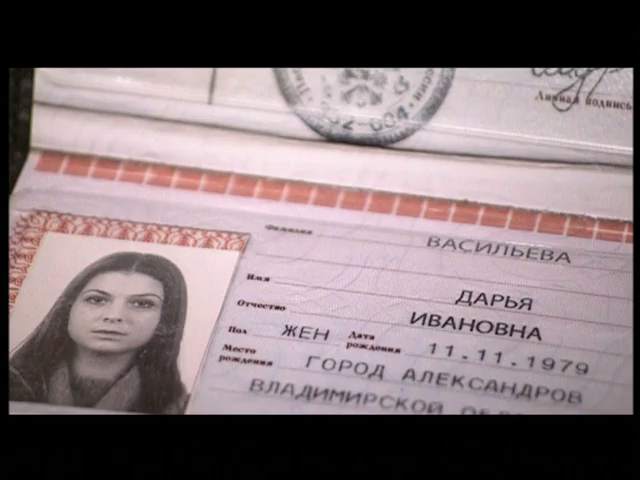 Личная подпись
Фамилия ВАСИЛЬЕВА
Имя ДАРЬЯ
Отчество ИВАНОВНА
Пол ЖЕН Дата рождения 11.11.1979
Место рождения ГОРОД АЛЕКСАНДРОВ
ВЛАДИМИРСКОЙ